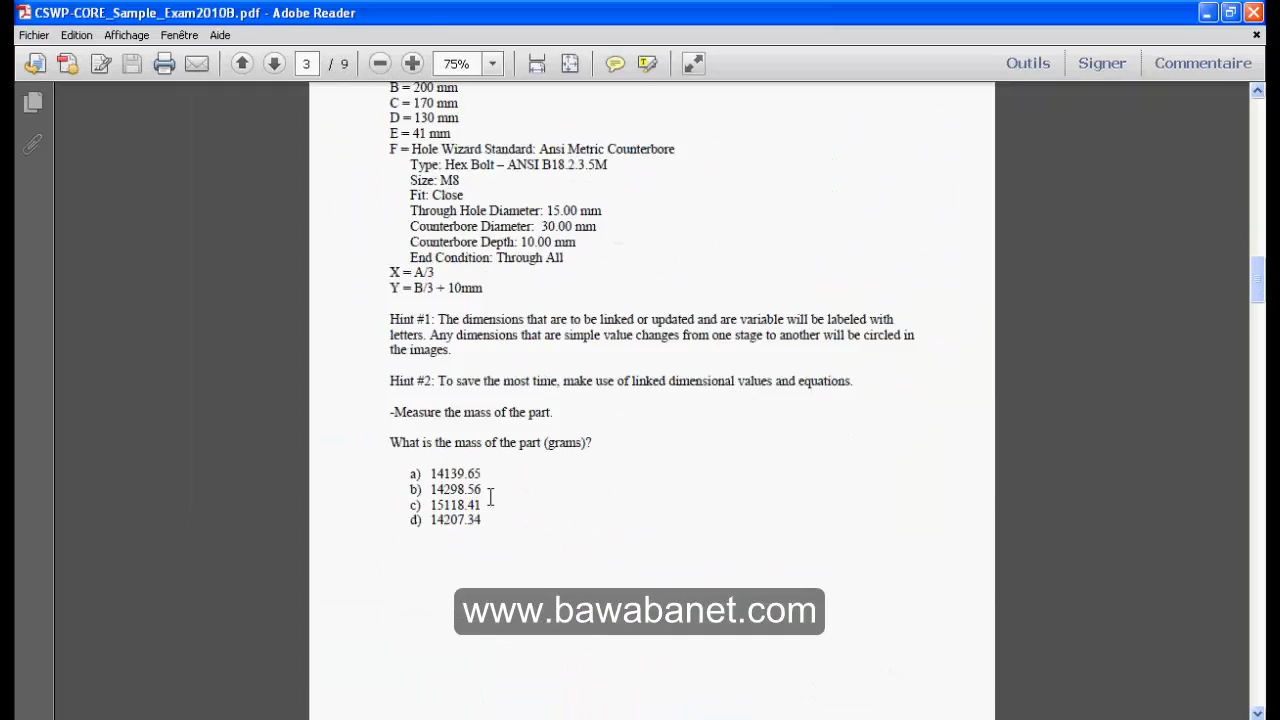 CSWP-CORE_Sample_Exam2010B.pdf - Adobe Reader
Fichier Edition Affichage Fenêtre Aide
3 / 9 75% Outils Signer Commentaire
B = 200 mm
C = 170 mm
D = 130 mm
E = 41 mm
F = Hole Wizard Standard: Ansi Metric Counterbore
Type: Hex Bolt – ANSI B18.2.3.5M
Size: M8
Fit: Close
Through Hole Diameter: 15.00 mm
Counterbore Diameter: 30.00 mm
Counterbore Depth: 10.00 mm
End Condition: Through All
X = A/3
Y = B/3 + 10mm
Hint #1: The dimensions that are to be linked or updated and are variable will be labeled with
letters. Any dimensions that are simple value changes from one stage to another will be circled in
the images.
Hint #2: To save the most time, make use of linked dimensional values and equations.
-Measure the mass of the part.
What is the mass of the part (grams)?
a) 14139.65
b) 14298.56
c) 15118.41
d) 14207.34
www.bawabanet.com